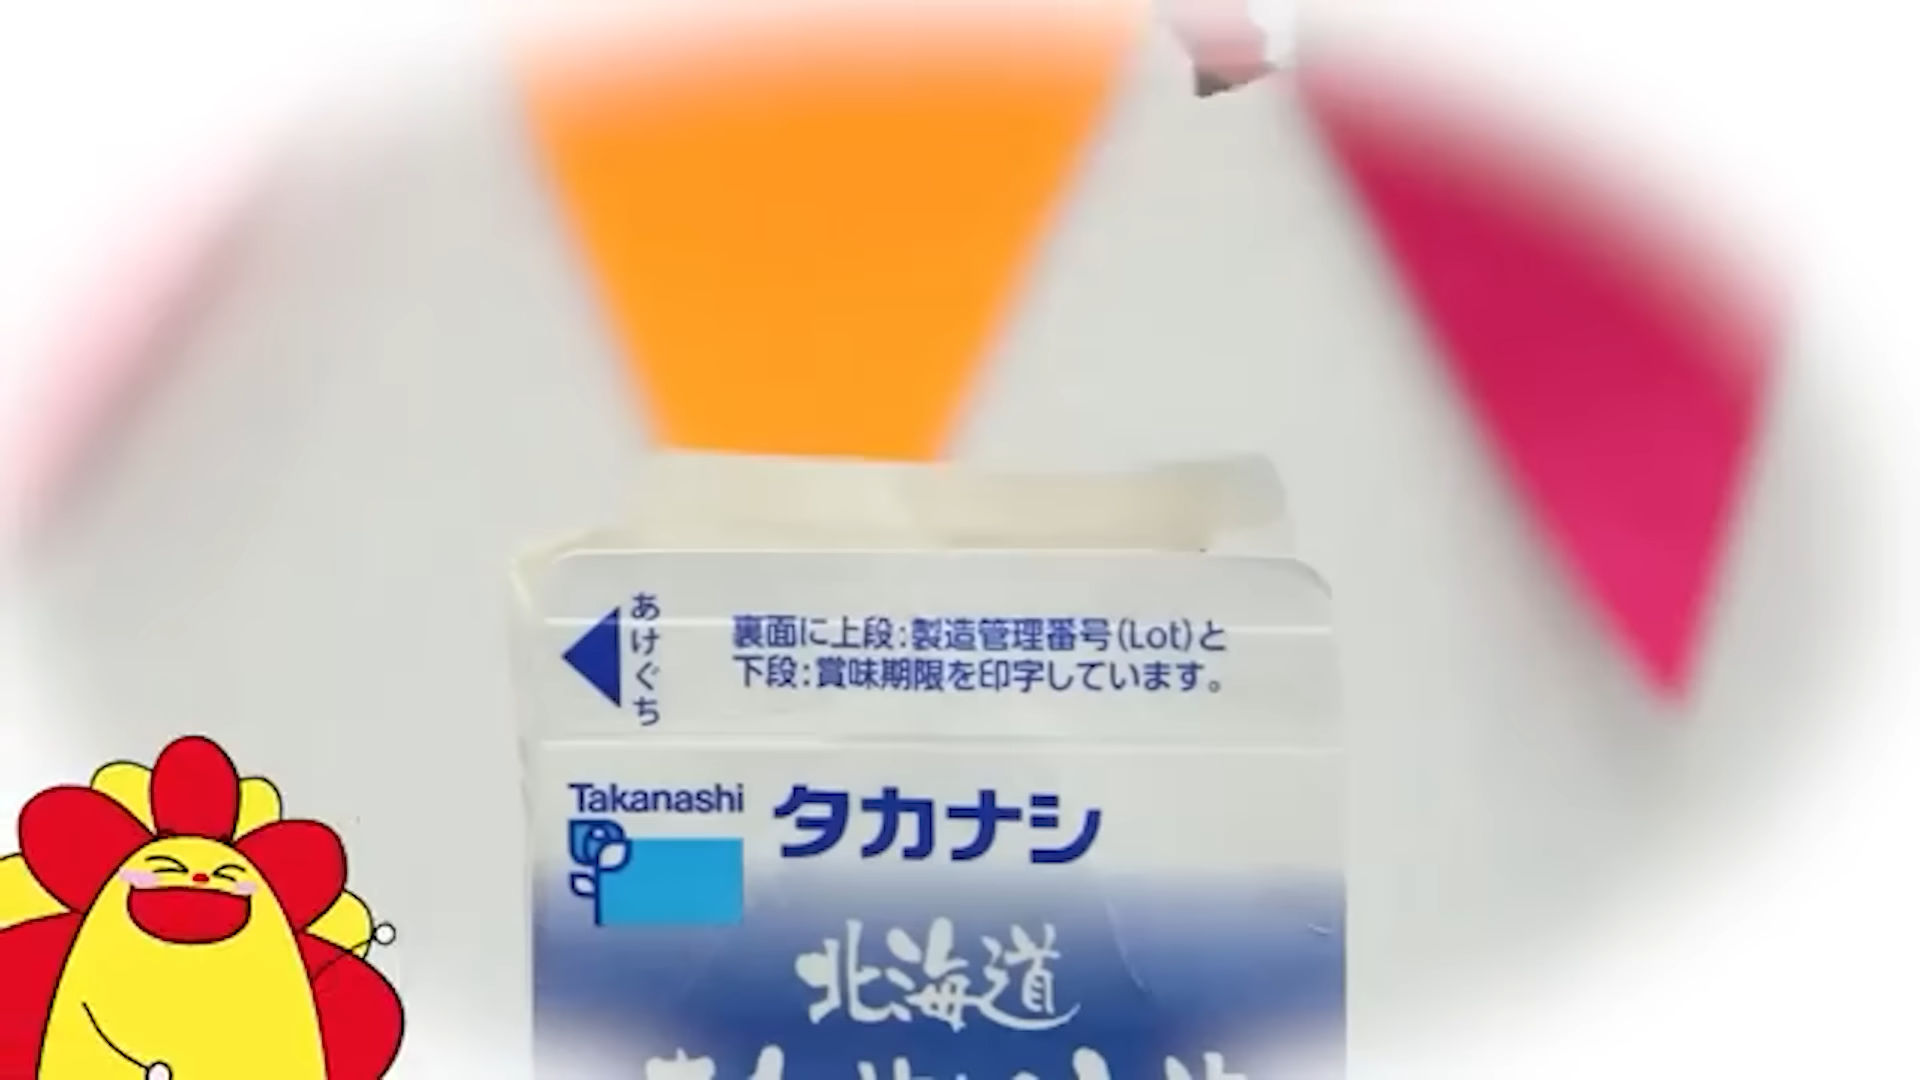 あけぐち
裏面に上段:製造管理番号(Lot)と
下段:賞味期限を印字しています。
Takanashi
タカナシ
北海道